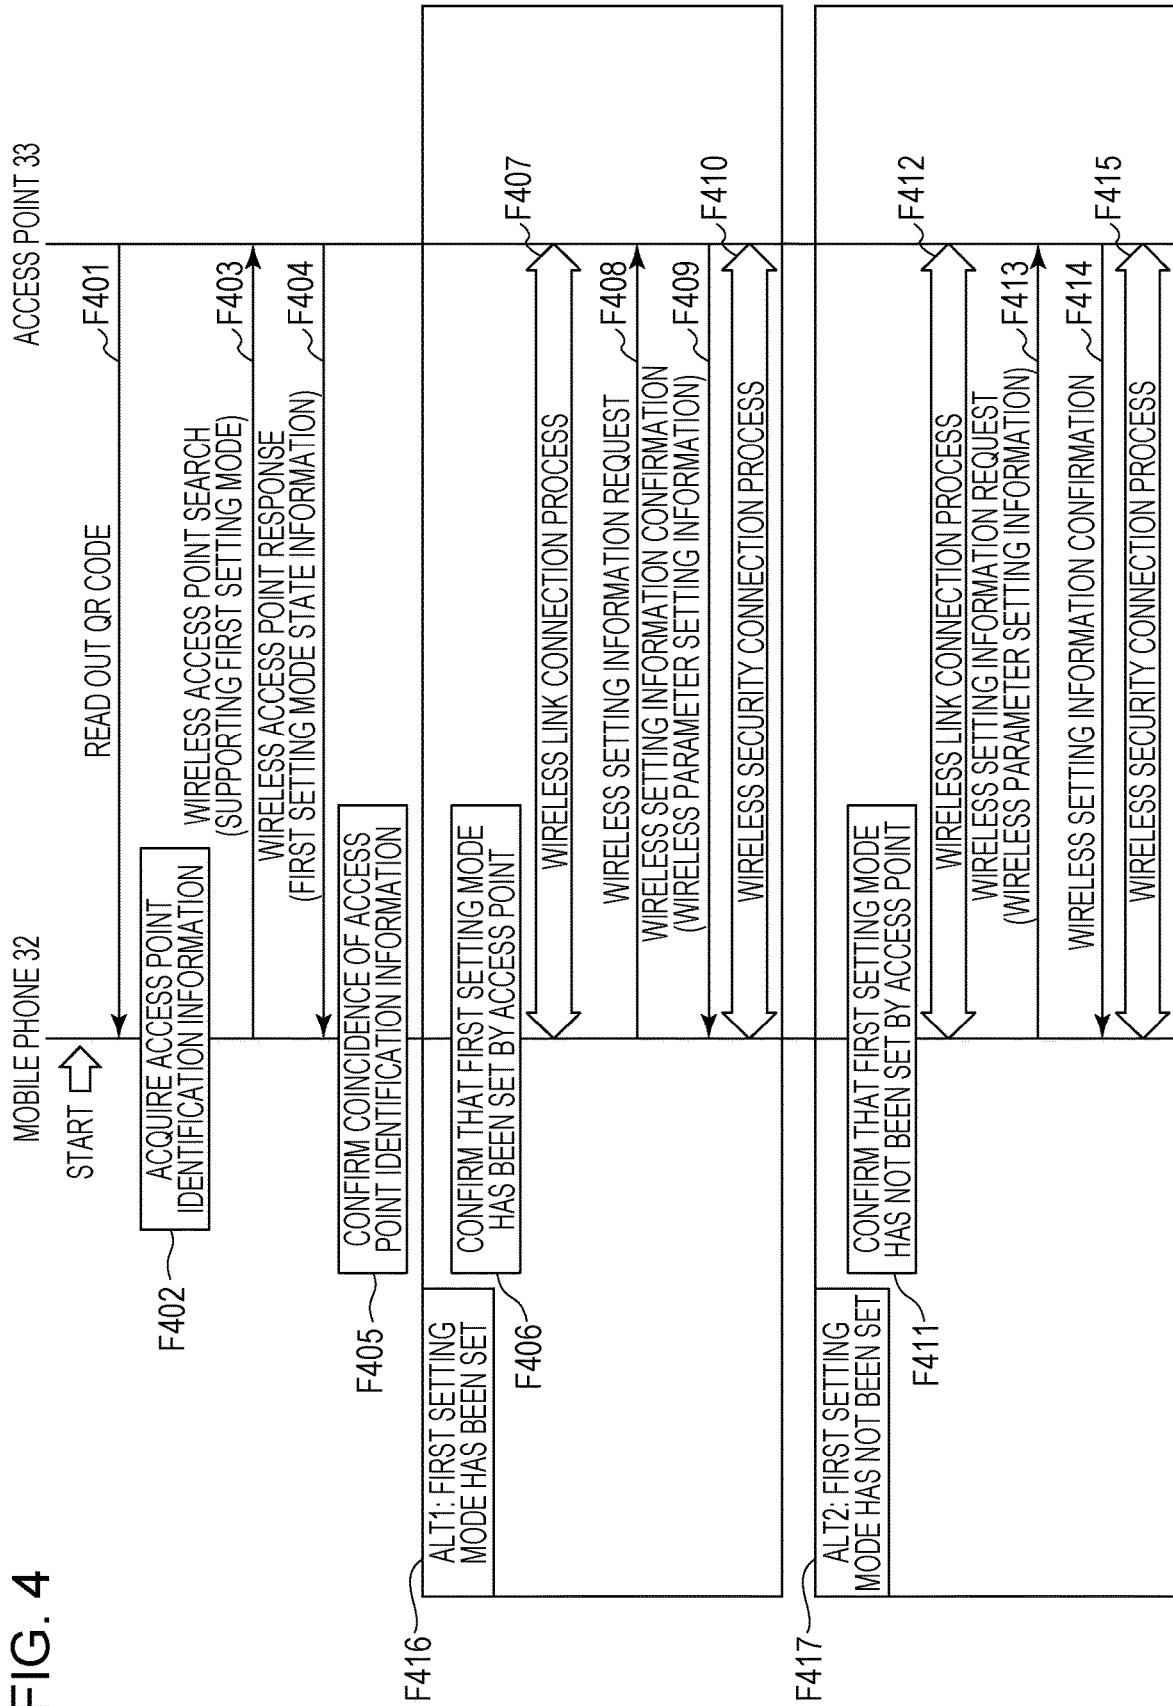 FIG. 4
MOBILE PHONE 32
ACCESS POINT 33
START
READ OUT QR CODE
F401
ACQUIRE ACCESS POINT
IDENTIFICATION INFORMATION
F402
WIRELESS ACCESS POINT SEARCH
(SUPPORTING FIRST SETTING MODE)
F403
WIRELESS ACCESS POINT RESPONSE
(FIRST SETTING MODE STATE INFORMATION)
F404
CONFIRM COINCIDENCE OF ACCESS
POINT IDENTIFICATION INFORMATION
F405
F416
ALT1: FIRST SETTING
MODE HAS BEEN SET
CONFIRM THAT FIRST SETTING MODE
HAS BEEN SET BY ACCESS POINT
F406
WIRELESS LINK CONNECTION PROCESS
F407
WIRELESS SETTING INFORMATION REQUEST
F408
WIRELESS SETTING INFORMATION CONFIRMATION
(WIRELESS PARAMETER SETTING INFORMATION)
F409
WIRELESS SECURITY CONNECTION PROCESS
F410
F417
ALT2: FIRST SETTING
MODE HAS NOT BEEN SET
CONFIRM THAT FIRST SETTING MODE
HAS NOT BEEN SET BY ACCESS POINT
F411
WIRELESS LINK CONNECTION PROCESS
F412
WIRELESS SETTING INFORMATION REQUEST
(WIRELESS PARAMETER SETTING INFORMATION)
F413
WIRELESS SETTING INFORMATION CONFIRMATION
F414
WIRELESS SECURITY CONNECTION PROCESS
F415